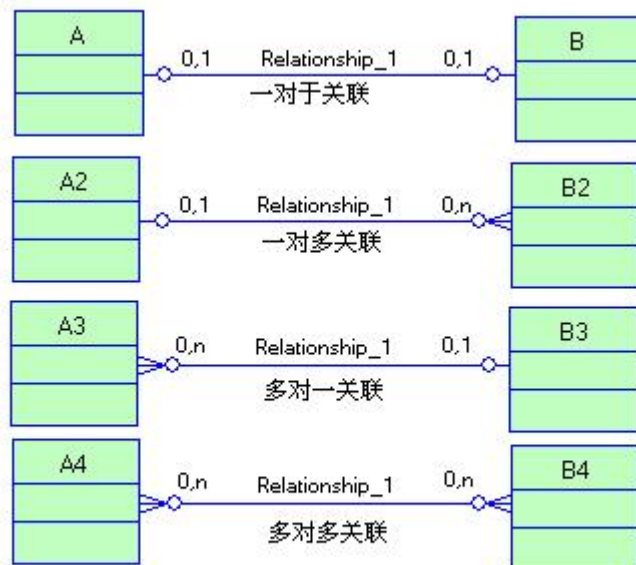 A B
0,1 Relationship_1 0,1
一对于关联
A2 B2
0,1 Relationship_1 0,n
一对多关联
A3 B3
0,n Relationship_1 0,1
多对一关联
A4 B4
0,n Relationship_1 0,n
多对多关联